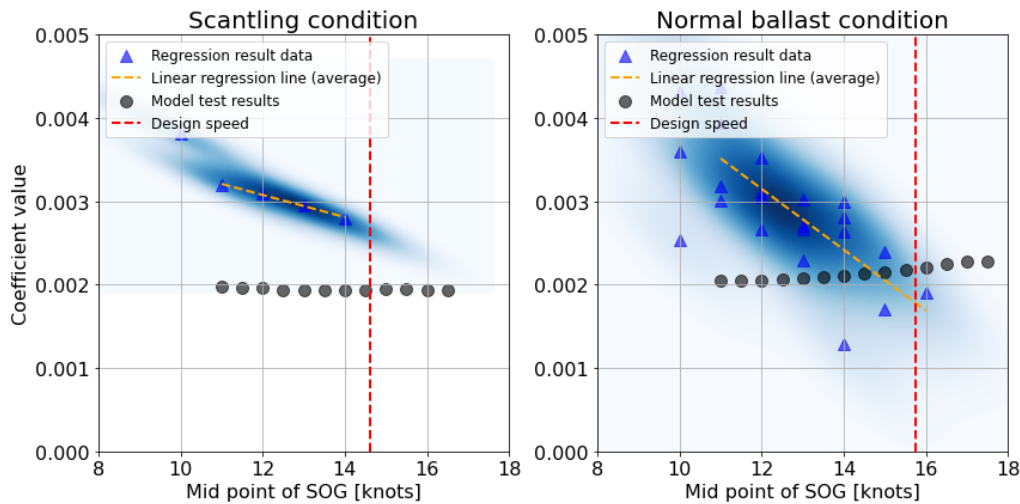 Scantling condition
0.005
0.004
0.003
0.002
0.001
0.000
Coefficient value
Regression result data
Linear regression line (average)
Model test results
Design speed
8 10 12 14 16 18
Mid point of SOG [knots]
Normal ballast condition
0.005
0.004
0.003
0.002
0.001
0.000
Regression result data
Linear regression line (average)
Model test results
Design speed
8 10 12 14 16 18
Mid point of SOG [knots]